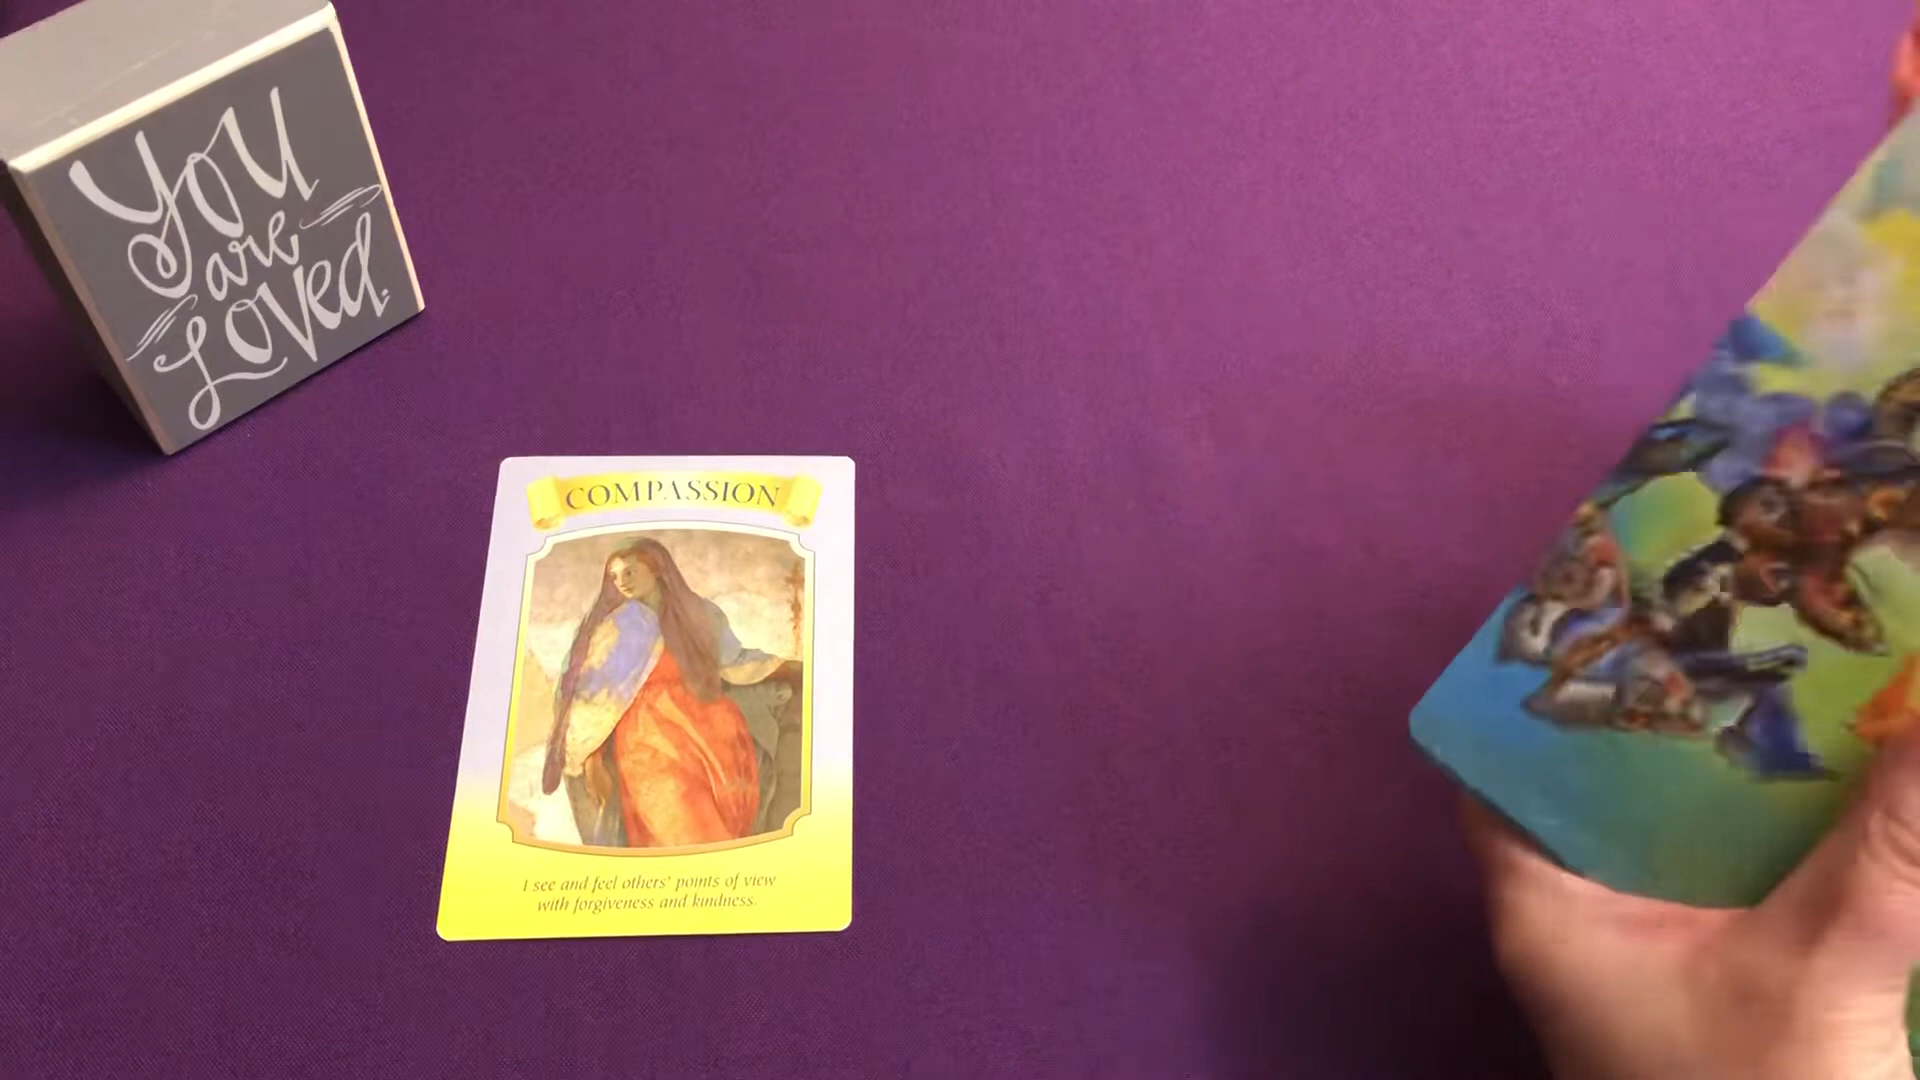 You
are
Loved.
COMPASSION
I see and feel others' points of view
with forgiveness and kindness.